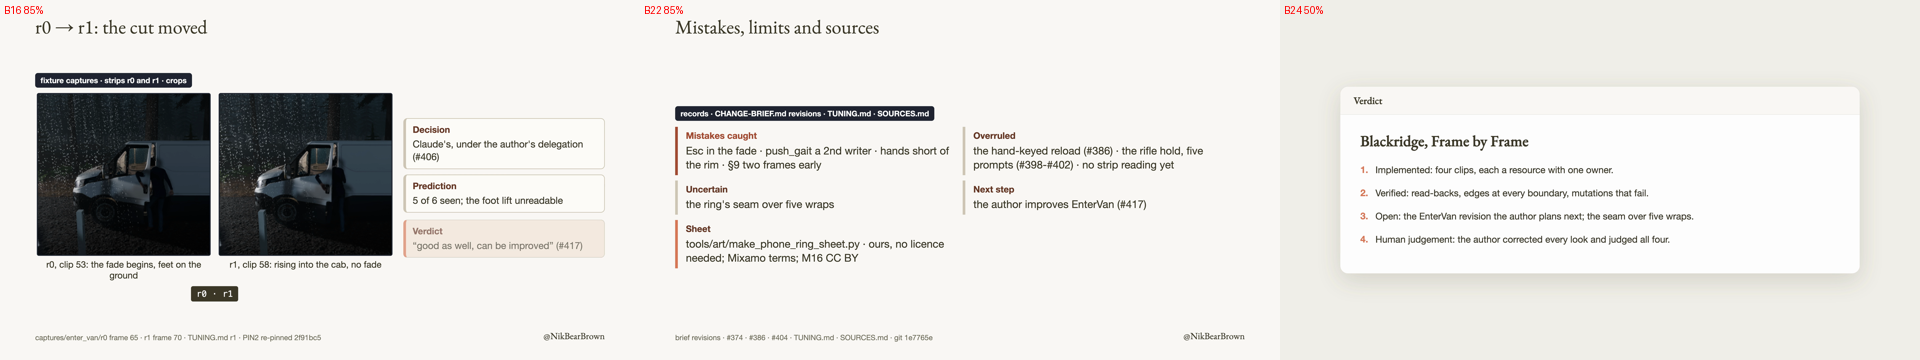 B16 85%
r0 → r1: the cut moved
fixture captures · strips r0 and r1 · crops
r0, clip 53: the fade begins, feet on the
ground
r1, clip 58: rising into the cab, no fade
r0 · r1
Decision
Claude's, under the author's delegation
(#406)
Prediction
5 of 6 seen; the foot lift unreadable
Verdict
“good as well, can be improved” (#417)
captures/enter_van/r0 frame 65 · r1 frame 70 · TUNING.md r1 · PIN2 re-pinned 2f91bc5
@NikBearBrown
B22 85%
Mistakes, limits and sources
records · CHANGE-BRIEF.md revisions · TUNING.md · SOURCES.md
Mistakes caught
Esc in the fade · push_gait a 2nd writer · hands short of
the rim · §9 two frames early
Overruled
the hand-keyed reload (#386) · the rifle hold, five
prompts (#398-#402) · no strip reading yet
Uncertain
the ring's seam over five wraps
Next step
the author improves EnterVan (#417)
Sheet
tools/art/make_phone_ring_sheet.py · ours, no licence
needed; Mixamo terms; M16 CC BY
brief revisions · #374 · #386 · #404 · TUNING.md · SOURCES.md · git 1e7765e
@NikBearBrown
B24 50%
Verdict
Blackridge, Frame by Frame
1. Implemented: four clips, each a resource with one owner.
2. Verified: read-backs, edges at every boundary, mutations that fail.
3. Open: the EnterVan revision the author plans next; the seam over five wraps.
4. Human judgement: the author corrected every look and judged all four.